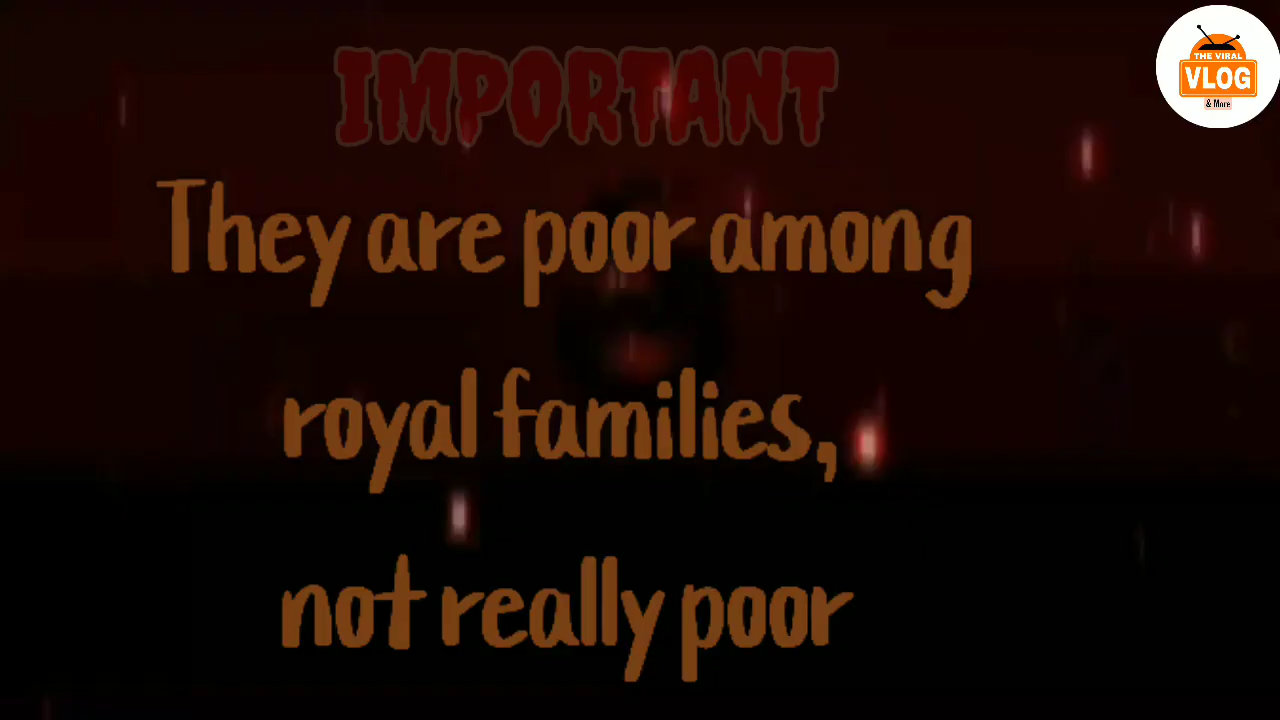 IMPORTANT
THE VIRAL
VLOG
& More
They are poor among
royal families,
not really poor